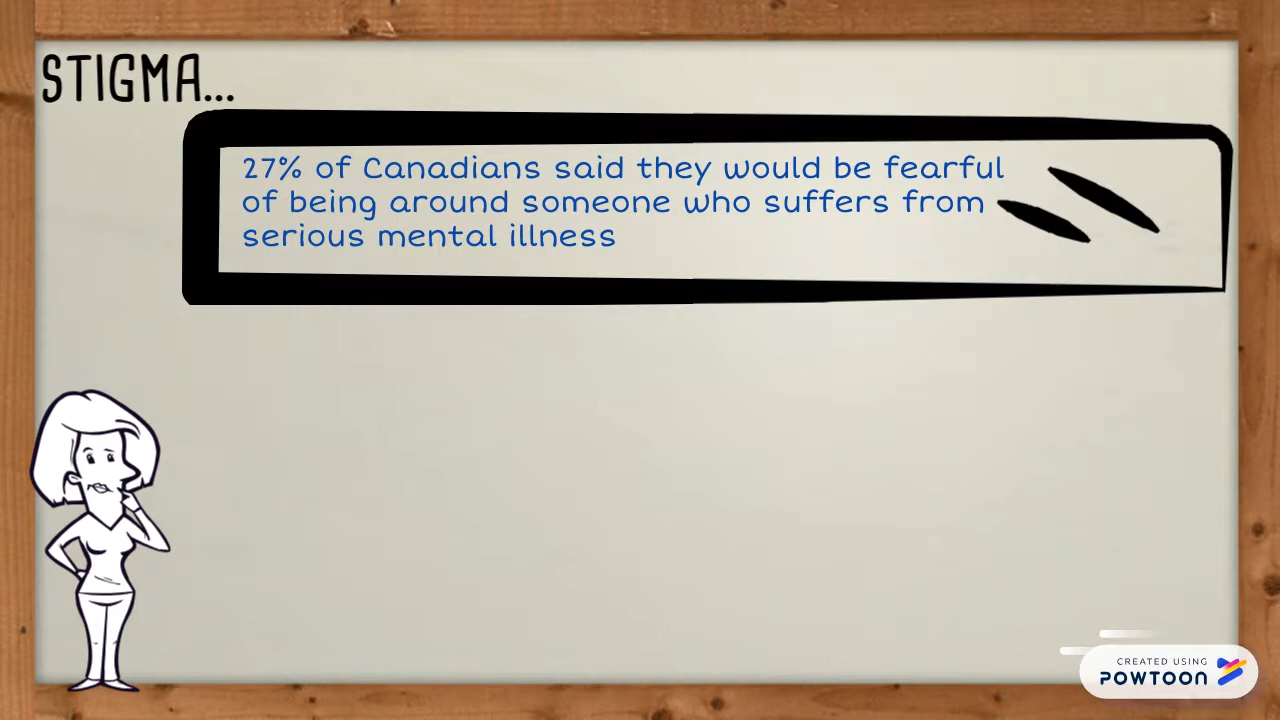 STIGMA...
27% of Canadians said they would be fearful
of being around someone who suffers from
serious mental illness
CREATED USING
POWTOON